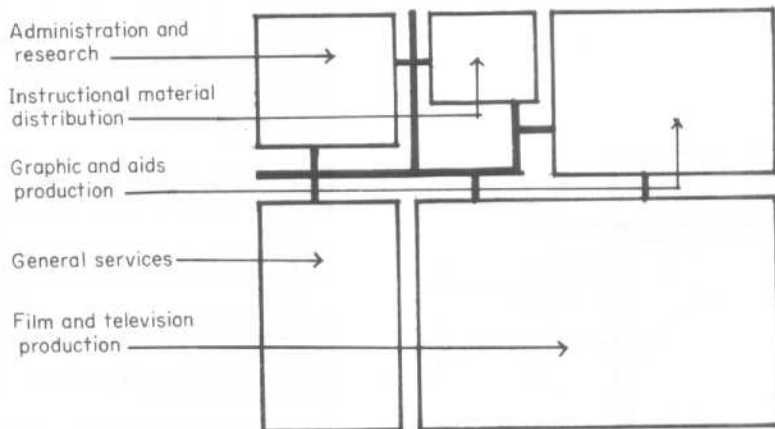 Administration and
research
Instructional material
distribution
Graphic and aids
production
General services
Film and television
production